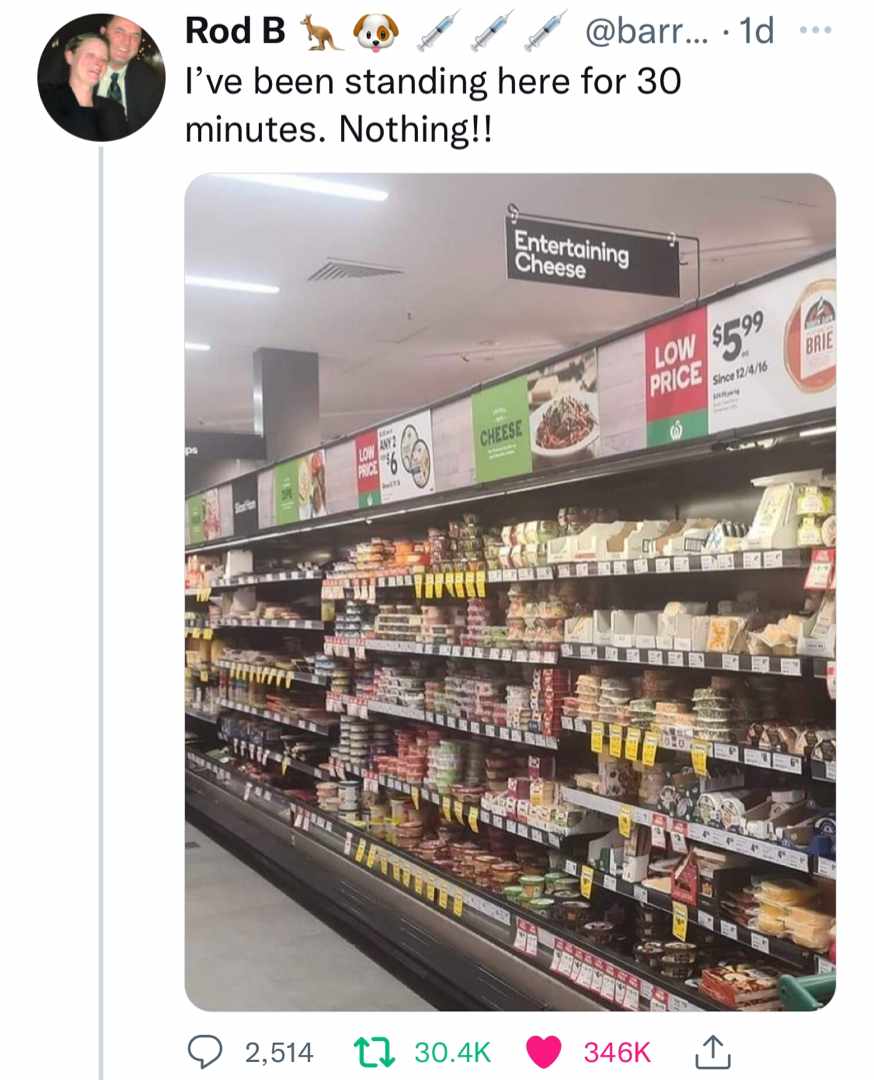 Rod B 🦘 🐶 💉 💉 💉 @barr... · 1d ...
I’ve been standing here for 30
minutes. Nothing!!
Entertaining
Cheese
LOW
PRICE
$5.99
Since 12/4/16
BRIE
CHEESE
LOW
PRICE
ANY 2
$6
ps
2,514 30.4K 346K